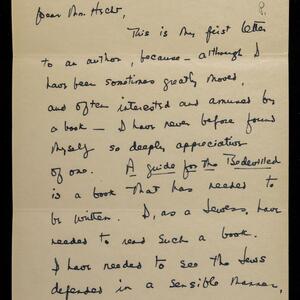 Dear Mr. Hecht,
This is my first letter
to an author, because – although I
have been sometimes greatly moved,
and often interested and amused by
a book – I have never before found
myself so deeply appreciative
of one. A guide for the Bedevilled
is a book that has needed to
be written. I, as a Jewess, have
needed to read such a book.
I have needed to see the Jews
defended in a sensible manner,